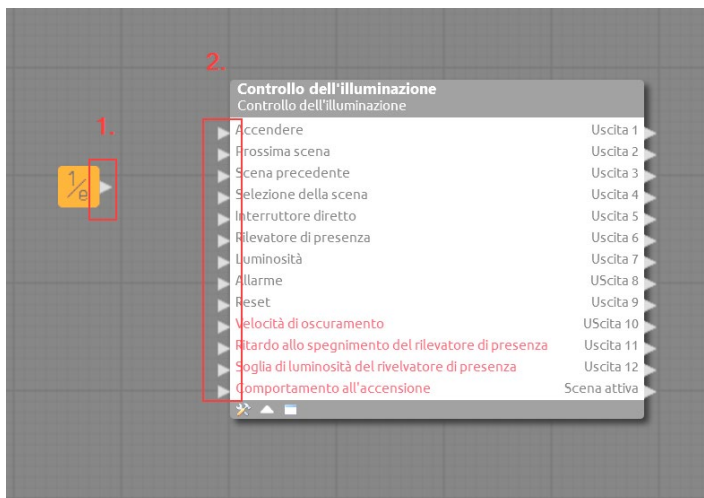 2.
Controllo dell'illuminazione
Controllo dell'illuminazione
1.
1/e
Accendere Uscita 1
Prossima scena Uscita 2
Scena precedente Uscita 3
Selezione della scena Uscita 4
Interruttore diretto Uscita 5
Rilevatore di presenza Uscita 6
Luminosità Uscita 7
Allarme UScita 8
Reset Uscita 9
Velocità di oscuramento UScita 10
Ritardo allo spegnimento del rilevatore di presenza Uscita 11
Soglia di luminosità del rivelvatore di presenza Uscita 12
Comportamento all'accensione Scena attiva